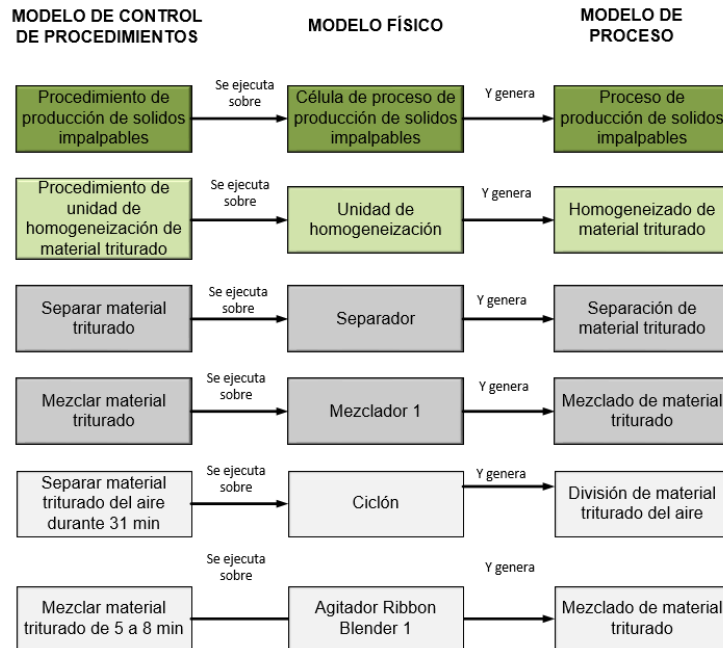 MODELO DE CONTROL
DE PROCEDIMIENTOS
MODELO FÍSICO
MODELO DE
PROCESO
Procedimiento de
producción de solidos
impalpables
Se ejecuta
sobre
Célula de proceso de
producción de solidos
impalpables
Y genera
Proceso de
producción de solidos
impalpables
Procedimiento de
unidad de
homogeneización de
material triturado
Se ejecuta
sobre
Unidad de
homogeneización
Y genera
Homogeneizado de
material triturado
Separar material
triturado
Se ejecuta
sobre
Separador
Y genera
Separación de
material triturado
Mezclar material
triturado
Se ejecuta
sobre
Mezclador 1
Y genera
Mezclado de material
triturado
Separar material
triturado del aire
durante 31 min
Se ejecuta
sobre
Ciclón
Y genera
División de material
triturado del aire
Mezclar material
triturado de 5 a 8 min
Se ejecuta
sobre
Agitador Ribbon
Blender 1
Y genera
Mezclado de material
triturado